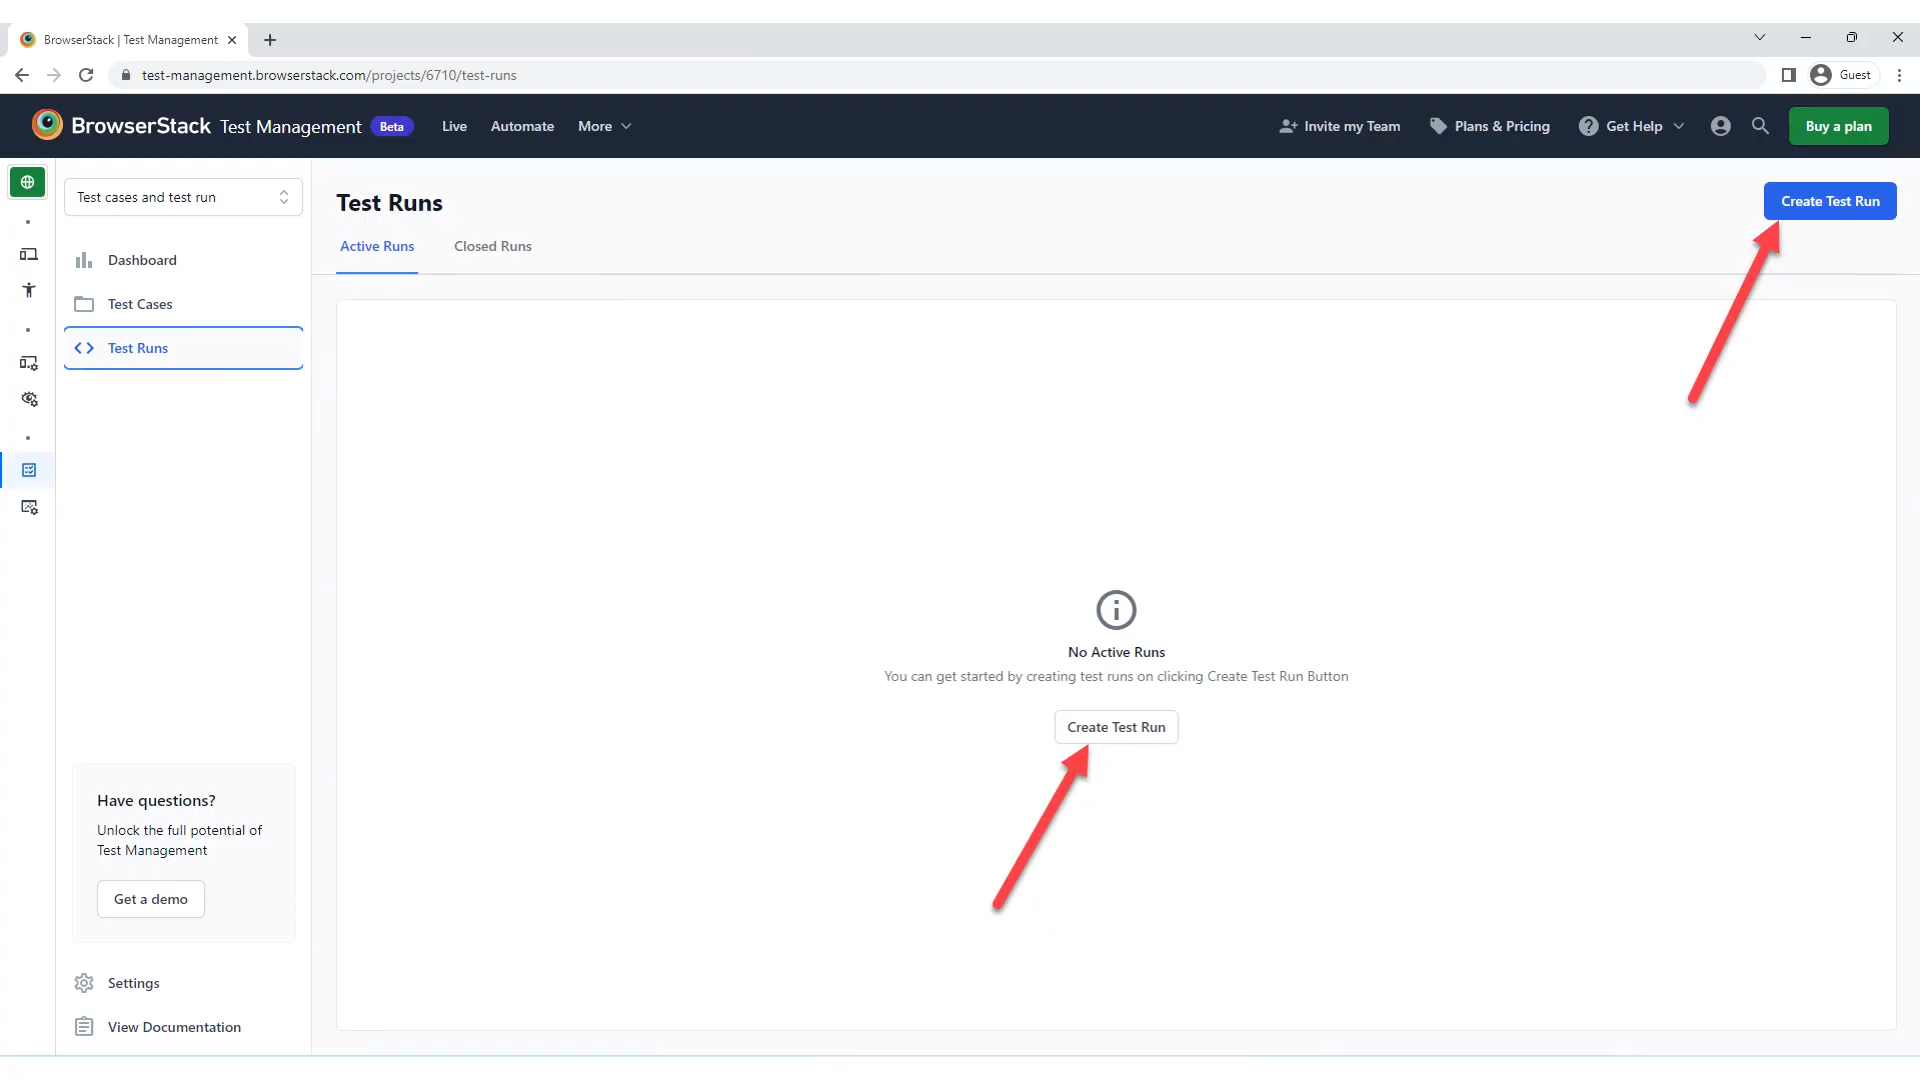 BrowserStack | Test Management
test-management.browserstack.com/projects/6710/test-runs
Guest
BrowserStack Test Management Beta
Live
Automate
More
Invite my Team
Plans & Pricing
Get Help
Buy a plan
Test cases and test run
Dashboard
Test Cases
Test Runs
Have questions?
Unlock the full potential of
Test Management
Get a demo
Settings
View Documentation
Test Runs
Create Test Run
Active Runs
Closed Runs
No Active Runs
You can get started by creating test runs on clicking Create Test Run Button
Create Test Run